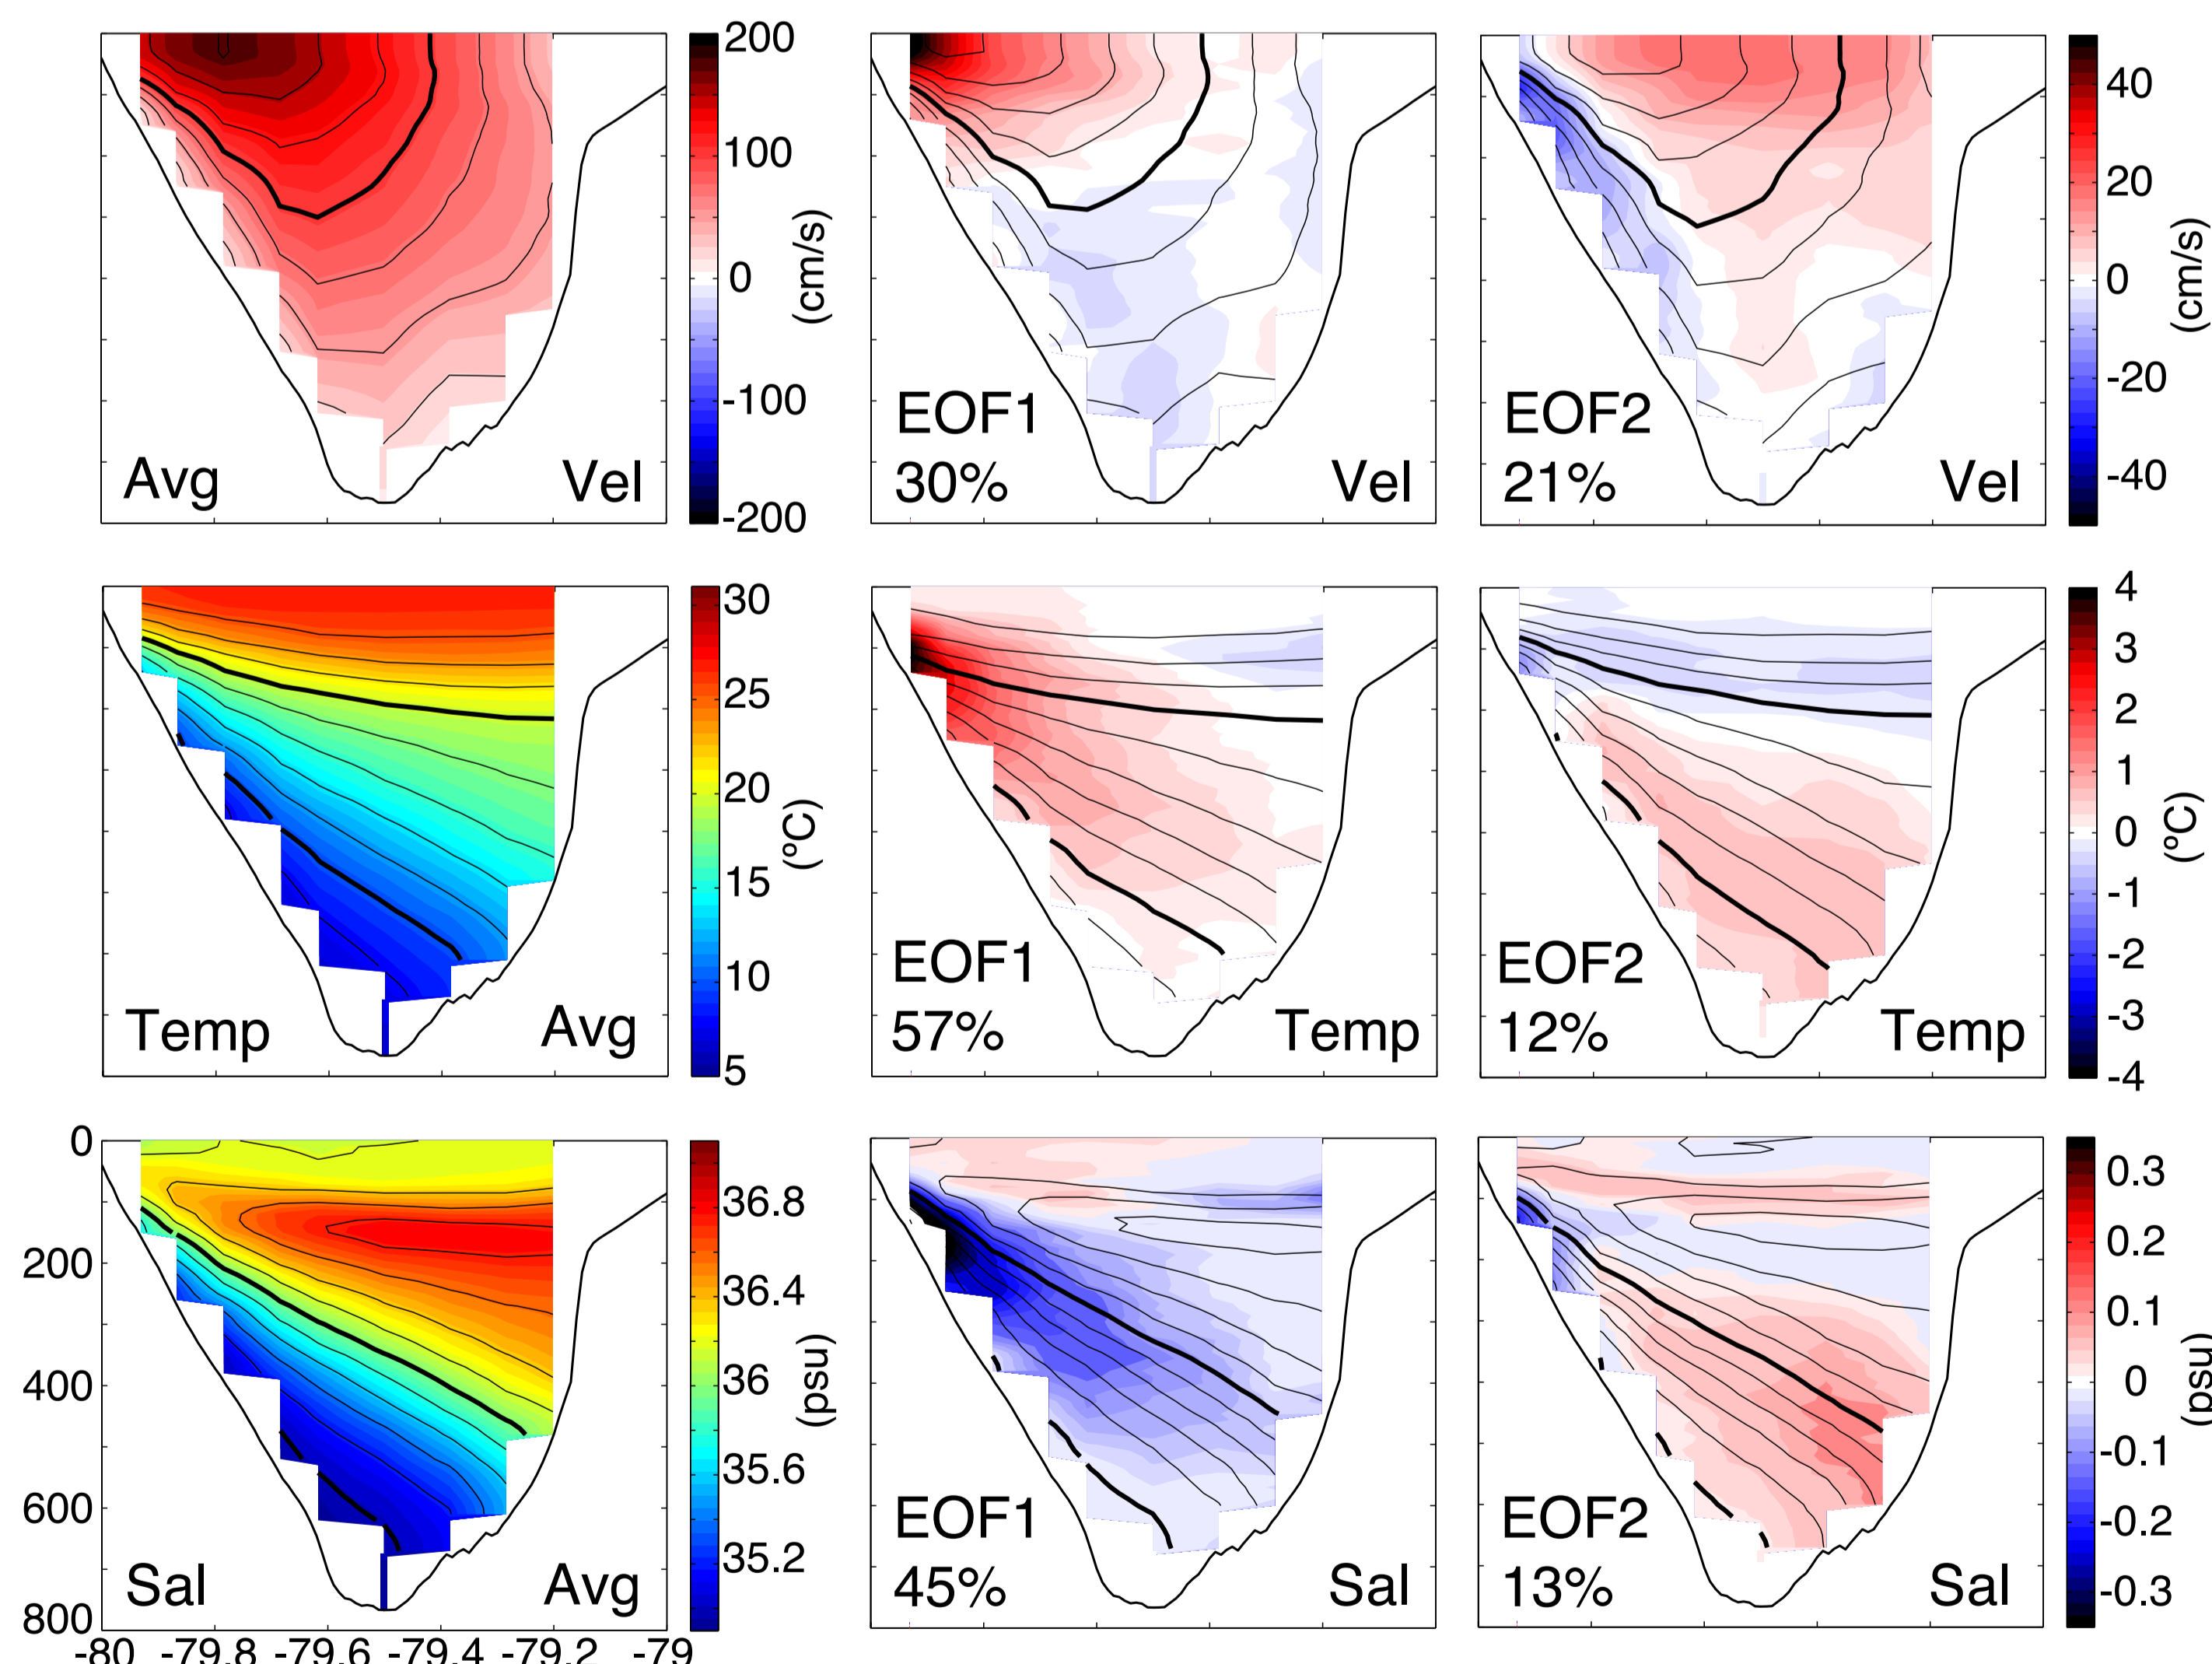 200
100
0
-100
-200
(cm/s)
Avg
Vel
EOF1
30%
Vel
EOF2
21%
Vel
40
20
0
-20
-40
(cm/s)
30
25
20
15
10
5
(ºC)
Temp
Avg
EOF1
57%
Temp
EOF2
12%
Temp
4
3
2
1
0
-1
-2
-3
-4
(ºC)
0
200
400
600
800
-80 -79.8 -79.6 -79.4 -79.2 -79
Sal
Avg
36.8
36.4
36
35.6
35.2
(psu)
EOF1
45%
Sal
EOF2
13%
Sal
0.3
0.2
0.1
0
-0.1
-0.2
-0.3
(psu)